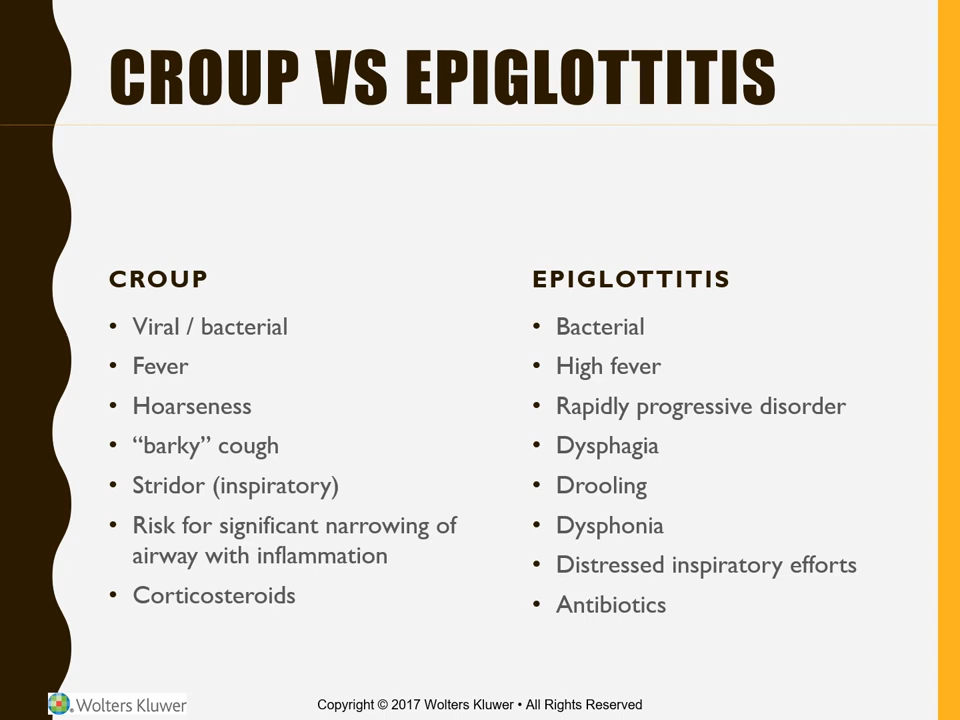 CROUP VS EPIGLOTTITIS
CROUP
• Viral / bacterial
• Fever
• Hoarseness
• “barky” cough
• Stridor (inspiratory)
• Risk for significant narrowing of
airway with inflammation
• Corticosteroids
EPIGLOTTITIS
• Bacterial
• High fever
• Rapidly progressive disorder
• Dysphagia
• Drooling
• Dysphonia
• Distressed inspiratory efforts
• Antibiotics
Wolters Kluwer
Copyright © 2017 Wolters Kluwer • All Rights Reserved